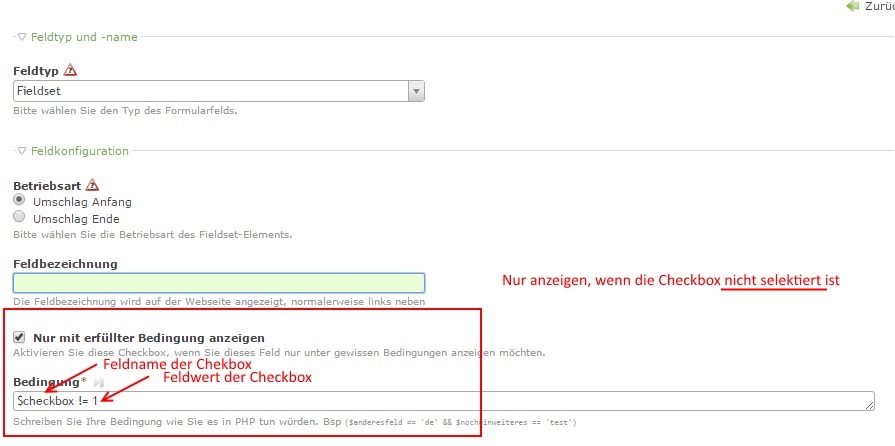 Zurüc
Feldtyp und -name
Feldtyp
Fieldset
Bitte wählen Sie den Typ des Formularfelds.
Feldkonfiguration
Betriebsart
Umschlag Anfang
Umschlag Ende
Bitte wählen Sie die Betriebsart des Fieldset-Elements.
Feldbezeichnung
Nur anzeigen, wenn die Checkbox nicht selektiert ist
Die Feldbezeichnung wird auf der Webseite angezeigt, normalerweise links neben
Nur mit erfüllter Bedingung anzeigen
Aktivieren Sie diese Checkbox, wenn Sie dieses Feld nur unter gewissen Bedingungen anzeigen möchten.
Feldname der Chekbox
Feldwert der Checkbox
Bedingung*
$checkbox != 1
Schreiben Sie Ihre Bedingung wie Sie es in PHP tun würden. Bsp ($anderesfeld == 'de' && $nocheinweiteres == 'test')